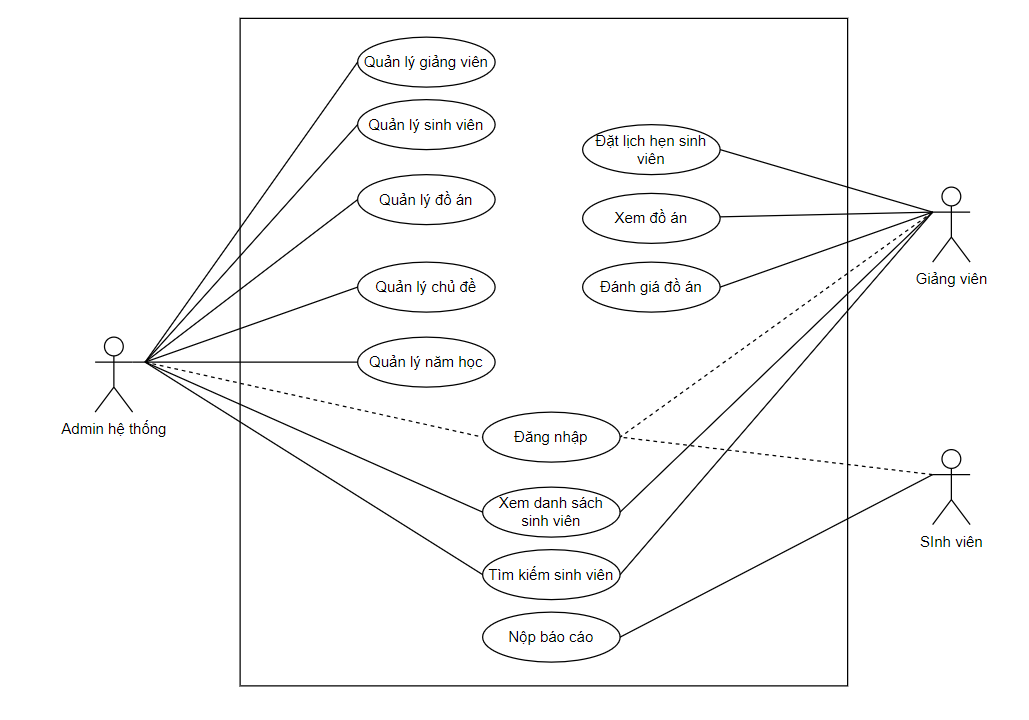 Quản lý giảng viên
Quản lý sinh viên
Đặt lịch hẹn sinh
viên
Quản lý đồ án
Xem đồ án
Giảng viên
Quản lý chủ đề
Đánh giá đồ án
Quản lý năm học
Admin hệ thống
Đăng nhập
Xem danh sách
sinh viên
SInh viên
Tìm kiếm sinh viên
Nộp báo cáo